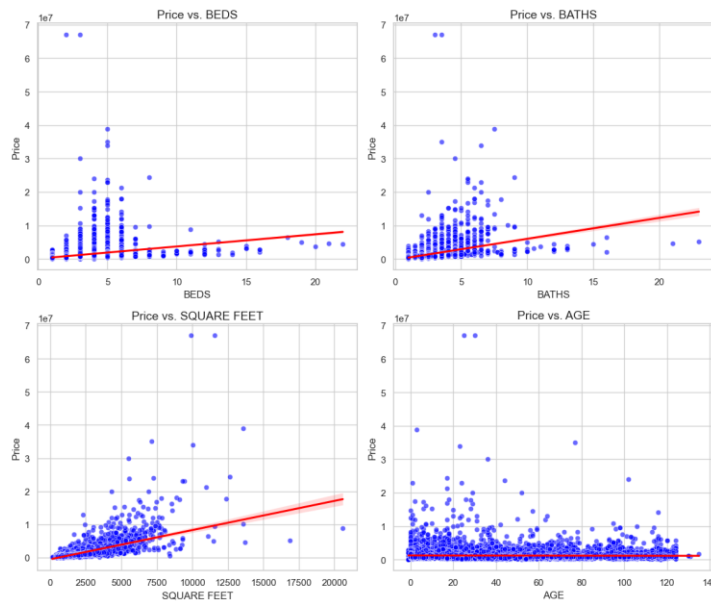 Price vs. BEDS
1e7
7
6
5
4
3
2
1
0
Price
0 5 10 15 20
BEDS
Price vs. BATHS
1e7
7
6
5
4
3
2
1
0
Price
0 5 10 15 20
BATHS
Price vs. SQUARE FEET
1e7
7
6
5
4
3
2
1
0
Price
0 2500 5000 7500 10000 12500 15000 17500 20000
SQUARE FEET
Price vs. AGE
1e7
7
6
5
4
3
2
1
0
Price
0 20 40 60 80 100 120 140
AGE